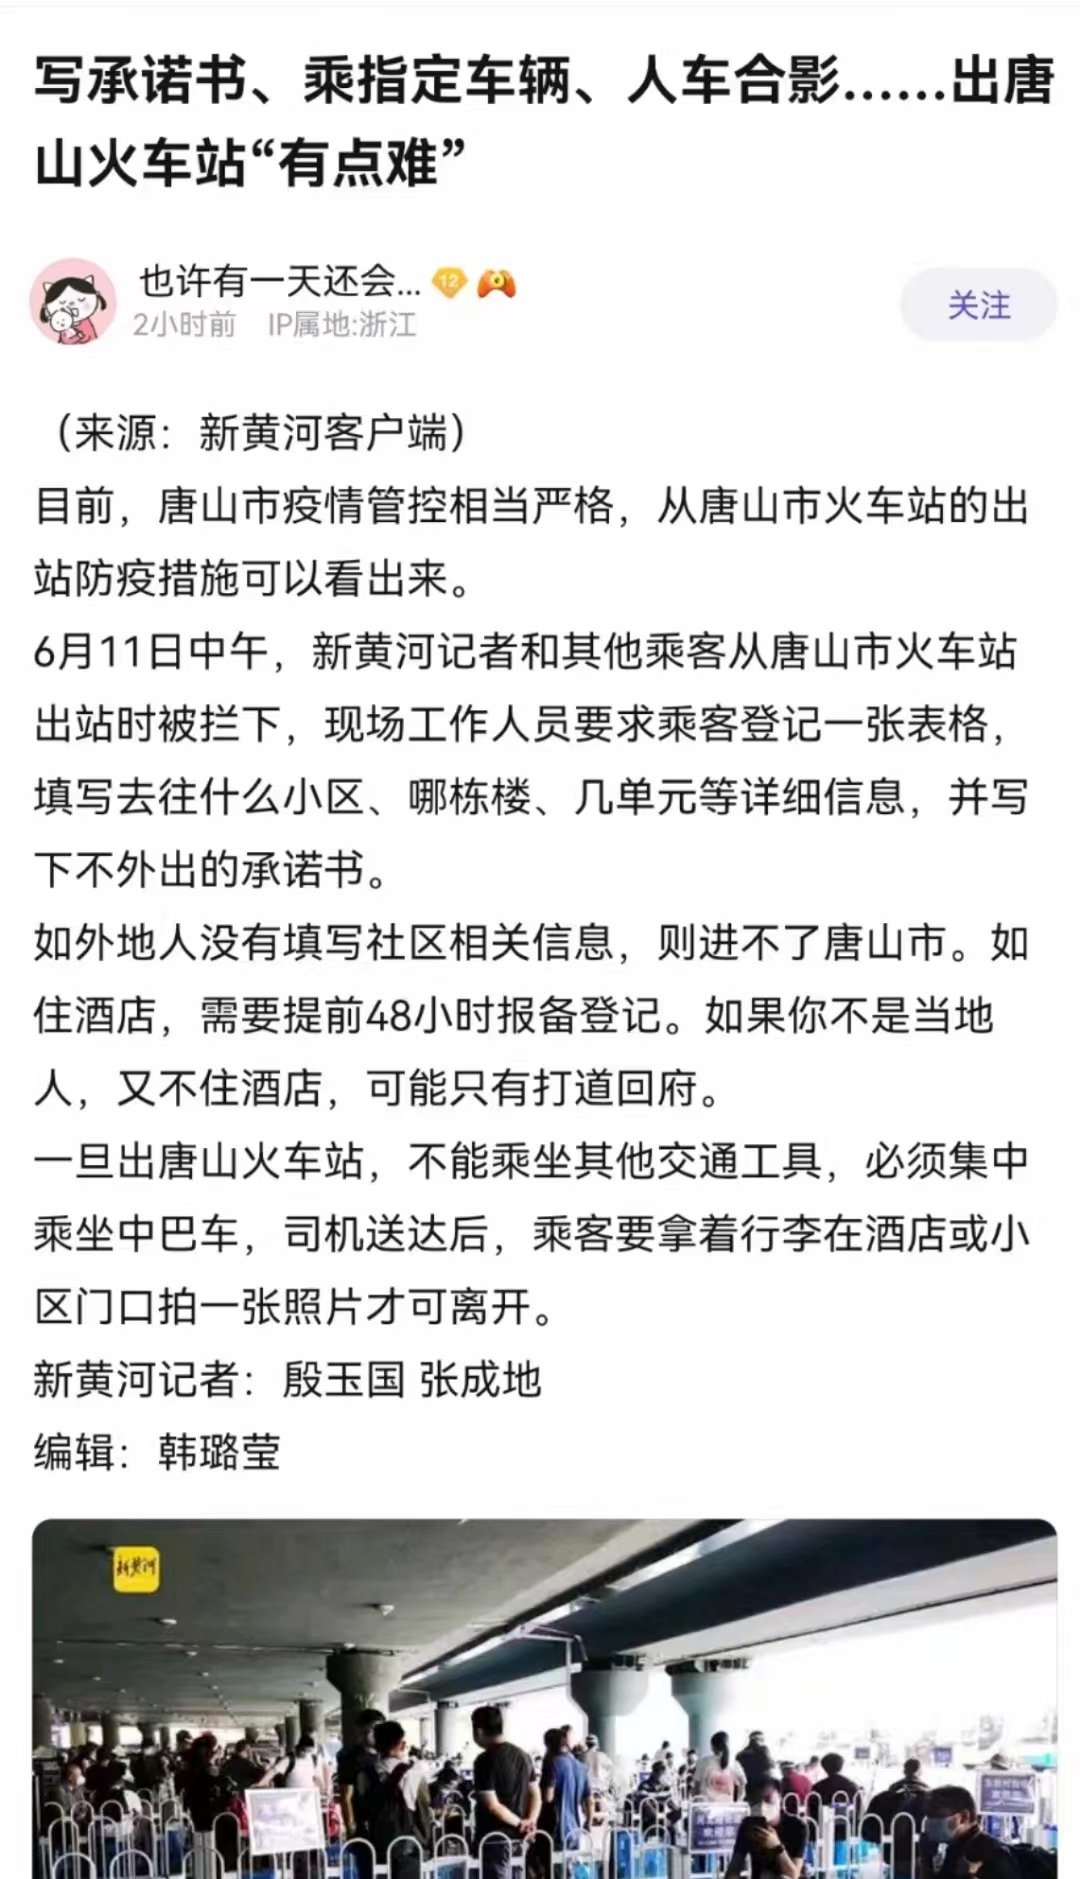 写承诺书、乘指定车辆、人车合影……出唐
山火车站“有点难”
也许有一天还会...
12
2小时前 IP属地:浙江
关注
（来源：新黄河客户端）
目前，唐山市疫情管控相当严格，从唐山市火车站的出
站防疫措施可以看出来。
6月11日中午，新黄河记者和其他乘客从唐山市火车站
出站时被拦下，现场工作人员要求乘客登记一张表格，
填写去往什么小区、哪栋楼、几单元等详细信息，并写
下不外出的承诺书。
如外地人没有填写社区相关信息，则进不了唐山市。如
住酒店，需要提前48小时报备登记。如果你不是当地
人，又不住酒店，可能只有打道回府。
一旦出唐山火车站，不能乘坐其他交通工具，必须集中
乘坐中巴车，司机送达后，乘客要拿着行李在酒店或小
区门口拍一张照片才可离开。
新黄河记者：殷玉国 张成地
编辑：韩璐莹
新黄河